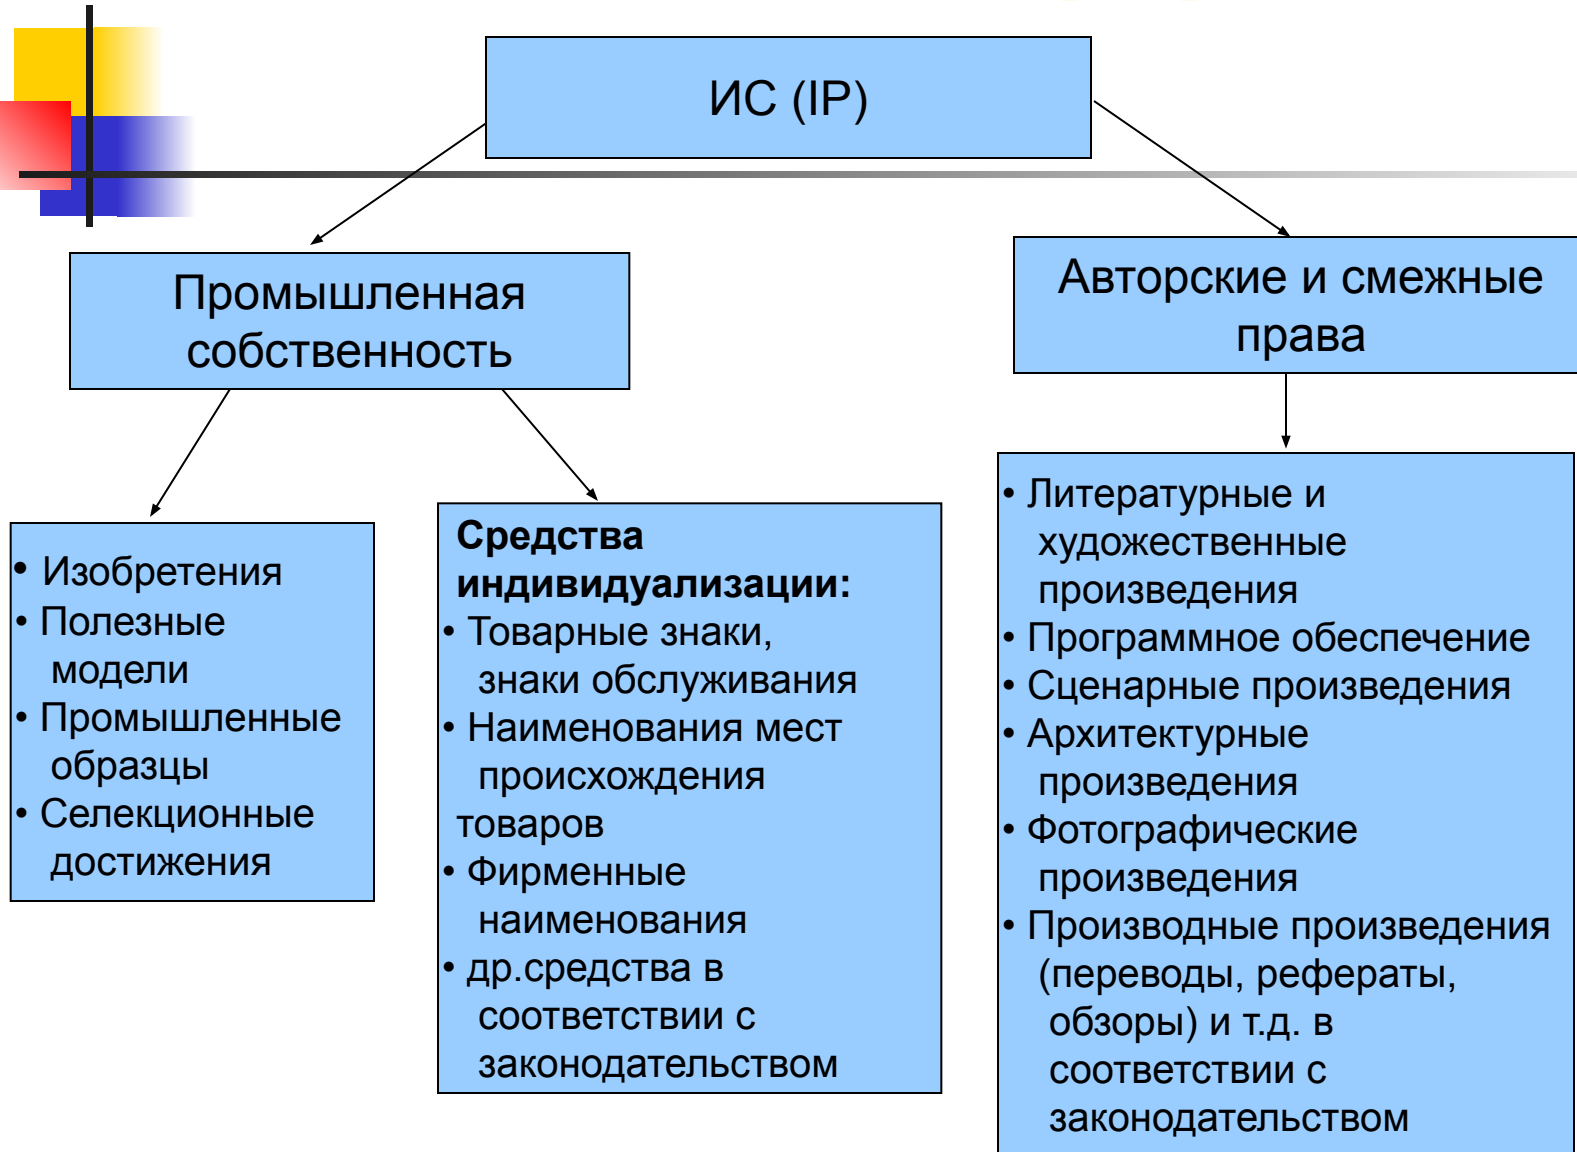 ИС (IP)
Промышленная
собственность
Авторские и смежные
права
• Изобретения
• Полезные
модели
• Промышленные
образцы
• Селекционные
достижения
Средства
индивидуализации:
• Товарные знаки,
знаки обслуживания
• Наименования мест
происхождения
товаров
• Фирменные
наименования
• др.средства в
соответствии с
законодательством
• Литературные и
художественные
произведения
• Программное обеспечение
• Сценарные произведения
• Архитектурные
произведения
• Фотографические
произведения
• Производные произведения
(переводы, рефераты,
обзоры) и т.д. в
соответствии с
законодательством